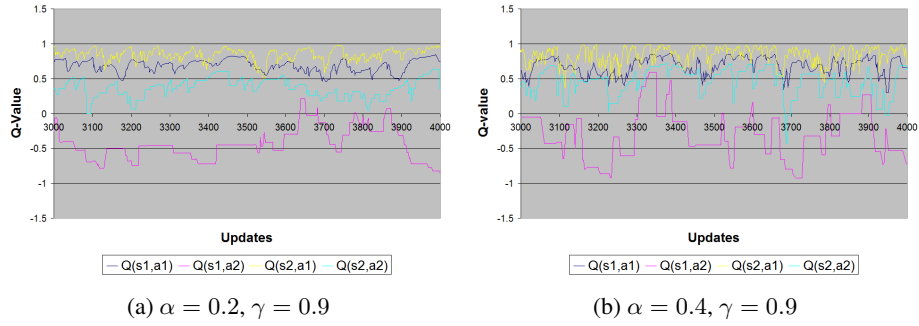 1.5
1
0.5
0
-0.5
-1
-1.5
Q-Value
3000 3100 3200 3300 3400 3500 3600 3700 3800 3900 4000
Updates
Q(s1,a1) Q(s1,a2) Q(s2,a1) Q(s2,a2)
(a) α = 0.2, γ = 0.9
1.5
1
0.5
0
-0.5
-1
-1.5
Q-value
3000 3100 3200 3300 3400 3500 3600 3700 3800 3900 4000
Updates
Q(s1,a1) Q(s1,a2) Q(s2,a1) Q(s2,a2)
(b) α = 0.4, γ = 0.9